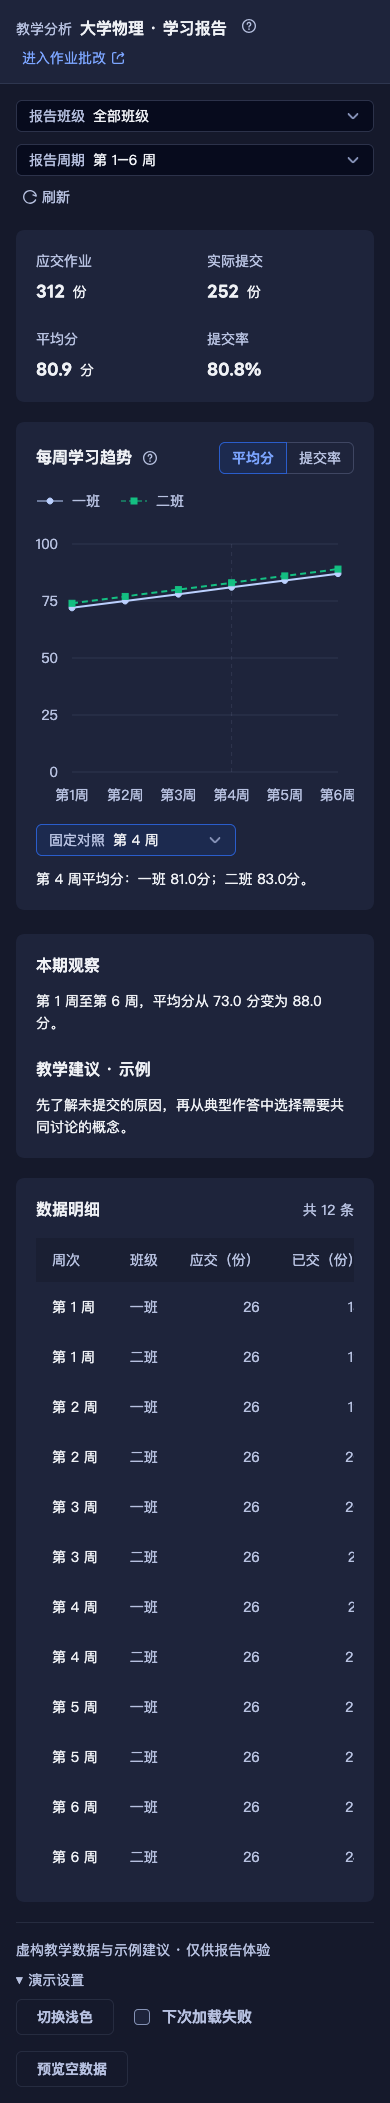 教学分析 大学物理 · 学习报告
进入作业批改
报告班级 全部班级
报告周期 第 1–6 周
刷新
应交作业 实际提交
312 份 252 份
平均分 提交率
80.9 分 80.8%
每周学习趋势 平均分 提交率
一班 二班
100
75
50
25
0
第1周 第2周 第3周 第4周 第5周 第6周
固定对照 第 4 周
第 4 周平均分：一班 81.0分；二班 83.0分。
本期观察
第 1 周至第 6 周，平均分从 73.0 分变为 88.0
分。
教学建议 · 示例
先了解未提交的原因，再从典型作答中选择需要共
同讨论的概念。
数据明细 共 12 条
周次 班级 应交（份） 已交（份）
第 1 周 一班 26 1
第 1 周 二班 26 1
第 2 周 一班 26 1
第 2 周 二班 26 2
第 3 周 一班 26 2
第 3 周 二班 26 2
第 4 周 一班 26 2
第 4 周 二班 26 2
第 5 周 一班 26 2
第 5 周 二班 26 2
第 6 周 一班 26 2
第 6 周 二班 26 2
虚构教学数据与示例建议 · 仅供报告体验
▾ 演示设置
切换浅色 下次加载失败
预览空数据